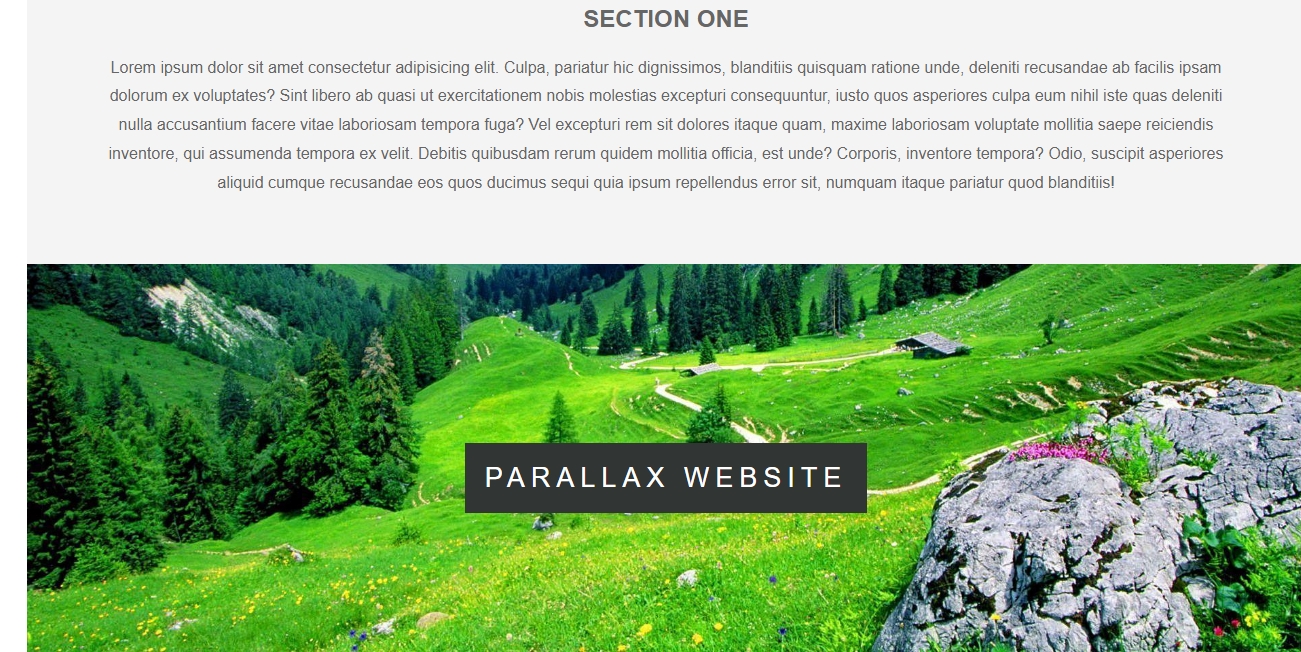 SECTION ONE
Lorem ipsum dolor sit amet consectetur adipisicing elit. Culpa, pariatur hic dignissimos, blanditiis quisquam ratione unde, deleniti recusandae ab facilis ipsam
dolorum ex voluptates? Sint libero ab quasi ut exercitationem nobis molestias excepturi consequuntur, iusto quos asperiores culpa eum nihil iste quas deleniti
nulla accusantium facere vitae laboriosam tempora fuga? Vel excepturi rem sit dolores itaque quam, maxime laboriosam voluptate mollitia saepe reiciendis
inventore, qui assumenda tempora ex velit. Debitis quibusdam rerum quidem mollitia officia, est unde? Corporis, inventore tempora? Odio, suscipit asperiores
aliquid cumque recusandae eos quos ducimus sequi quia ipsum repellendus error sit, numquam itaque pariatur quod blanditiis!
PARALLAX WEBSITE